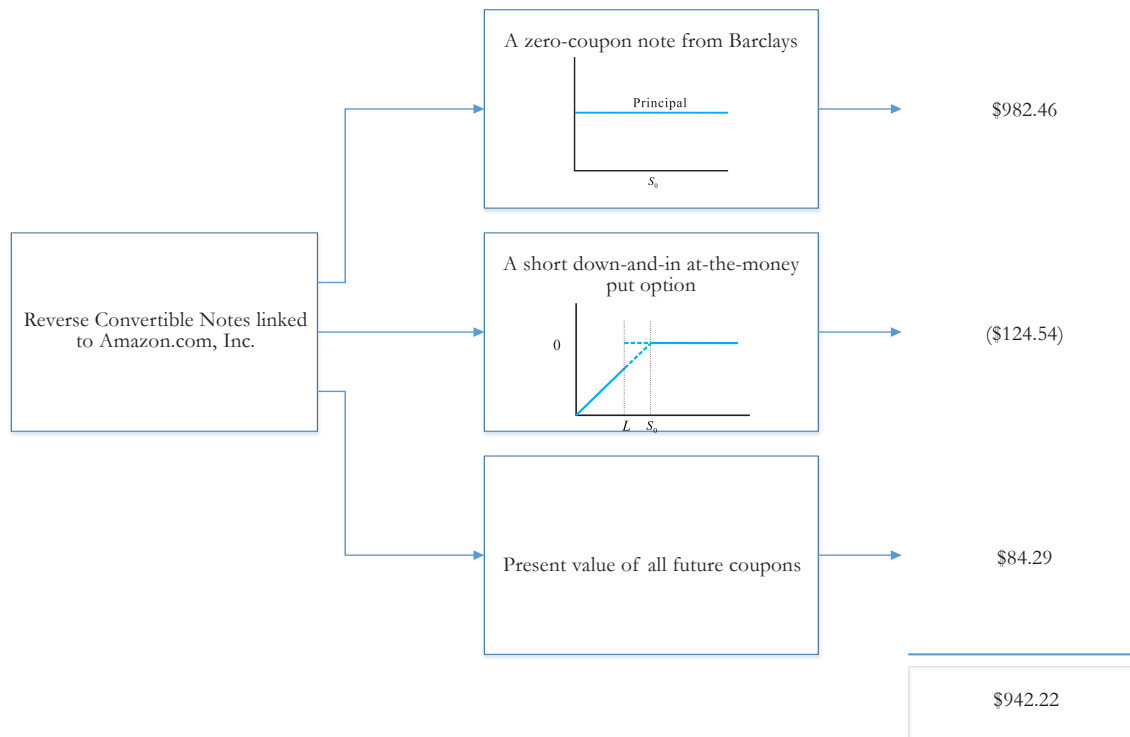 A zero-coupon note from Barclays
Principal
S₀
$982.46
Reverse Convertible Notes linked
to Amazon.com, Inc.
A short down-and-in at-the-money
put option
0
L S₀
($124.54)
Present value of all future coupons
$84.29
$942.22